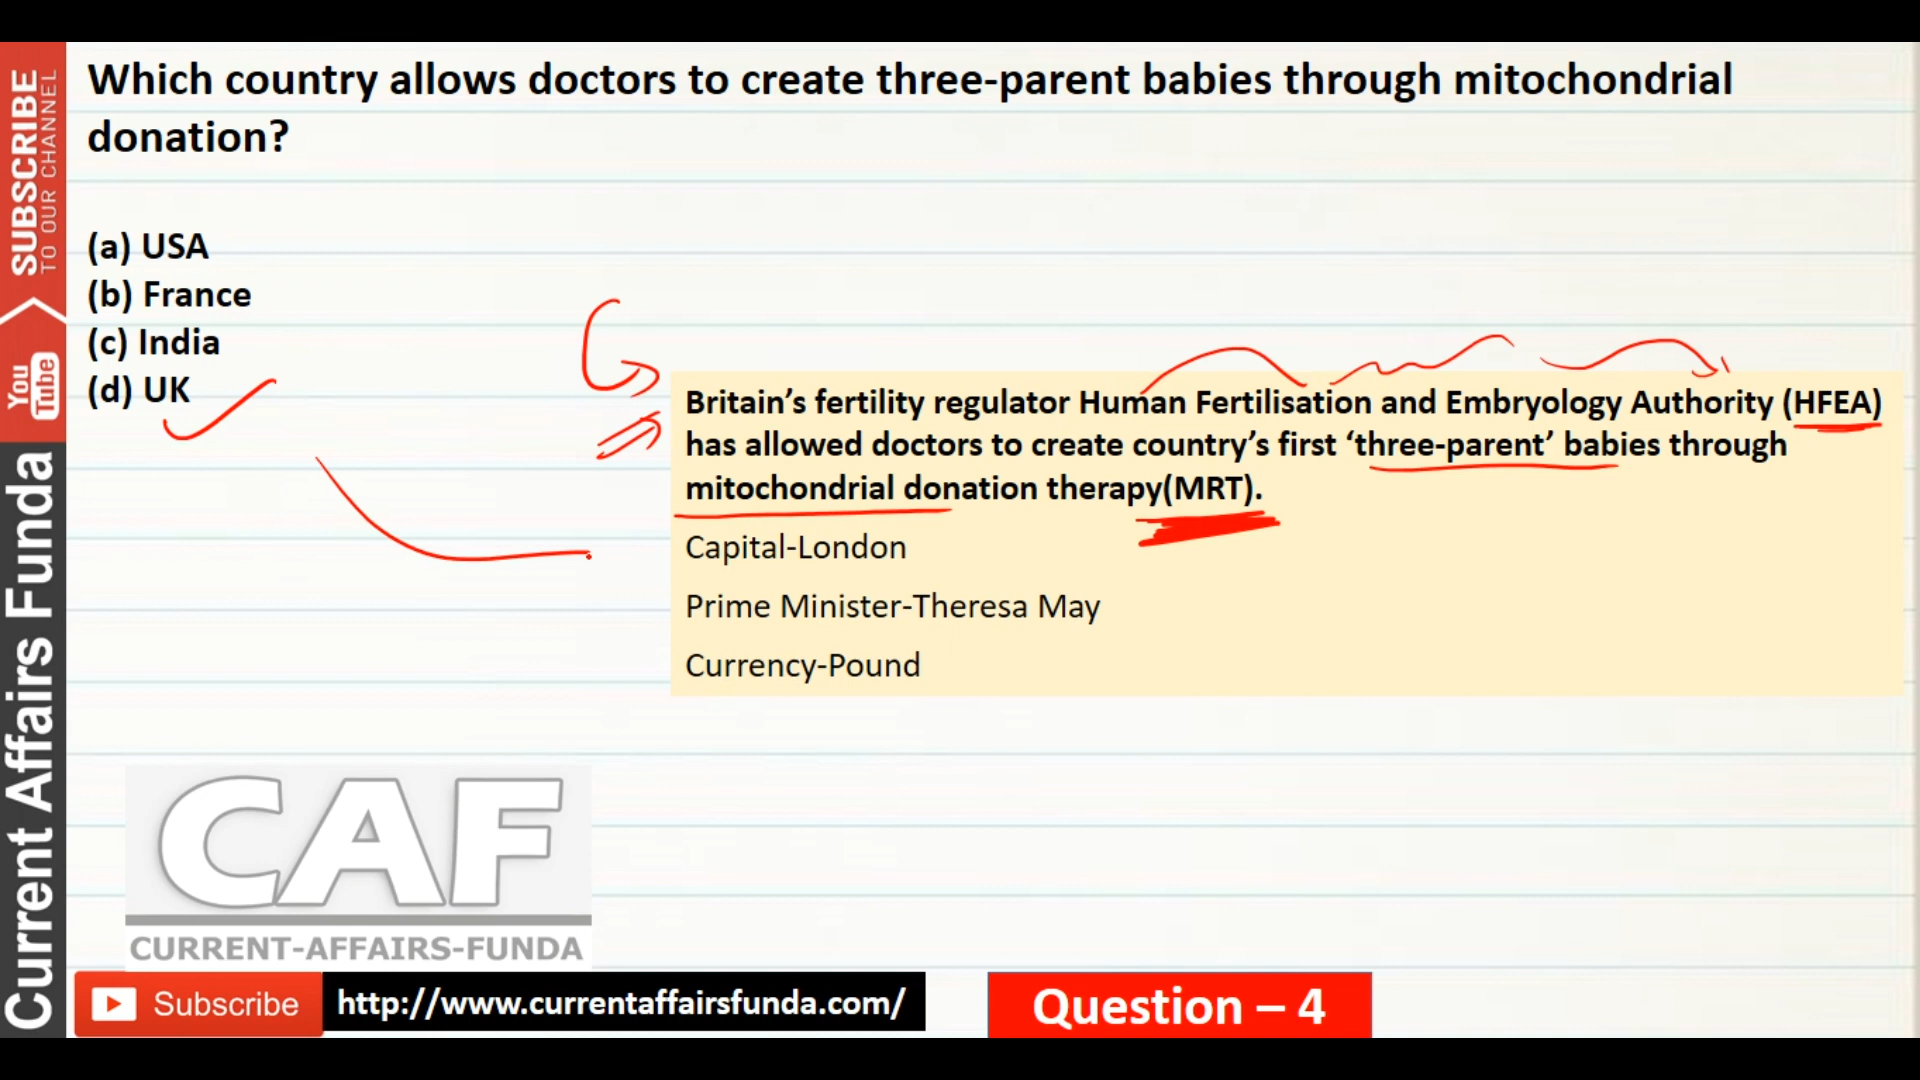 Which country allows doctors to create three-parent babies through mitochondrial
donation?
(a) USA
(b) France
(c) India
(d) UK
Britain’s fertility regulator Human Fertilisation and Embryology Authority (HFEA)
has allowed doctors to create country’s first ‘three-parent’ babies through
mitochondrial donation therapy(MRT).
Capital-London
Prime Minister-Theresa May
Currency-Pound
SUBSCRIBE
TO OUR CHANNEL
You Tube
Current Affairs Funda
CAF
CURRENT-AFFAIRS-FUNDA
Subscribe
http://www.currentaffairsfunda.com/
Question – 4